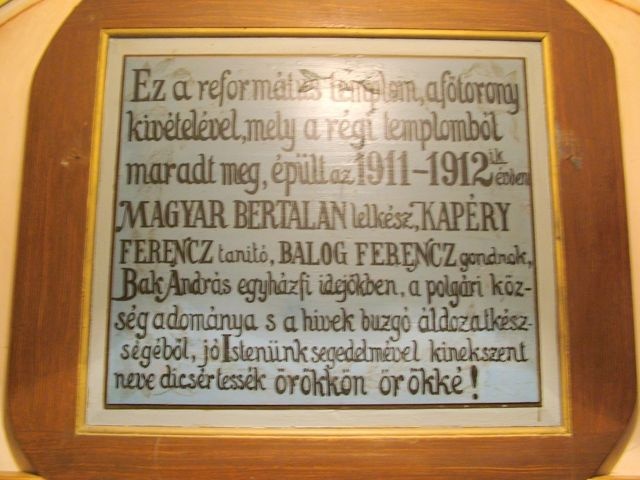 Ez a református templom, a főtorony
kivételével, mely a régi templomból
maradt meg, épült az 1911-1912 ik évben
MAGYAR BERTALAN lelkész, KAPÉRY
FERENCZ tanitó, BALOG FERENCZ gondnok,
Bak András egyházfi idejökben, a polgári köz-
ség adománya s a hivek buzgó áldozatkész-
ségéből, jó Istenünk segedelmével kinek szent
neve dicsértessék örökkön örökké!